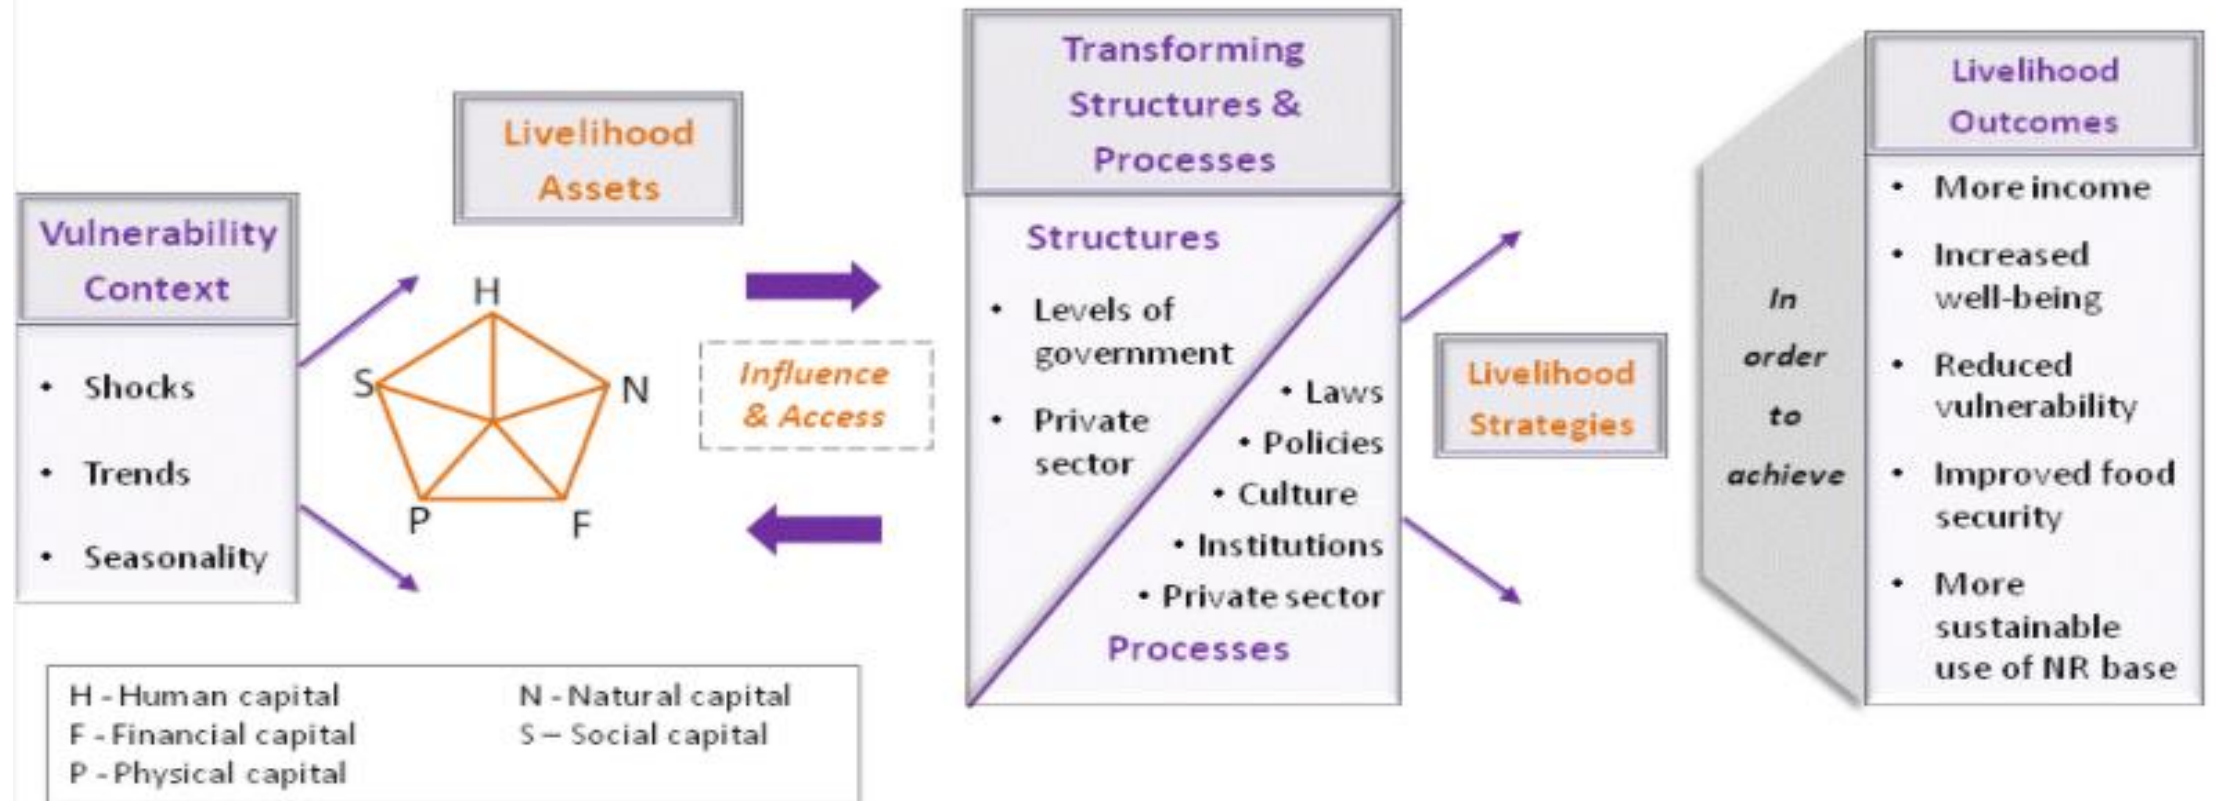 Vulnerability
Context
• Shocks
• Trends
• Seasonality
Livelihood
Assets
H
S
N
P
F
Influence
& Access
Transforming
Structures &
Processes
Structures
• Levels of
government
• Private
sector
• Laws
• Policies
• Culture
• Institutions
• Private sector
Processes
Livelihood
Strategies
In
order
to
achieve
Livelihood
Outcomes
• More income
• Increased
well-being
• Reduced
vulnerability
• Improved food
security
• More
sustainable
use of NR base
H - Human capital
F - Financial capital
P - Physical capital
N - Natural capital
S – Social capital